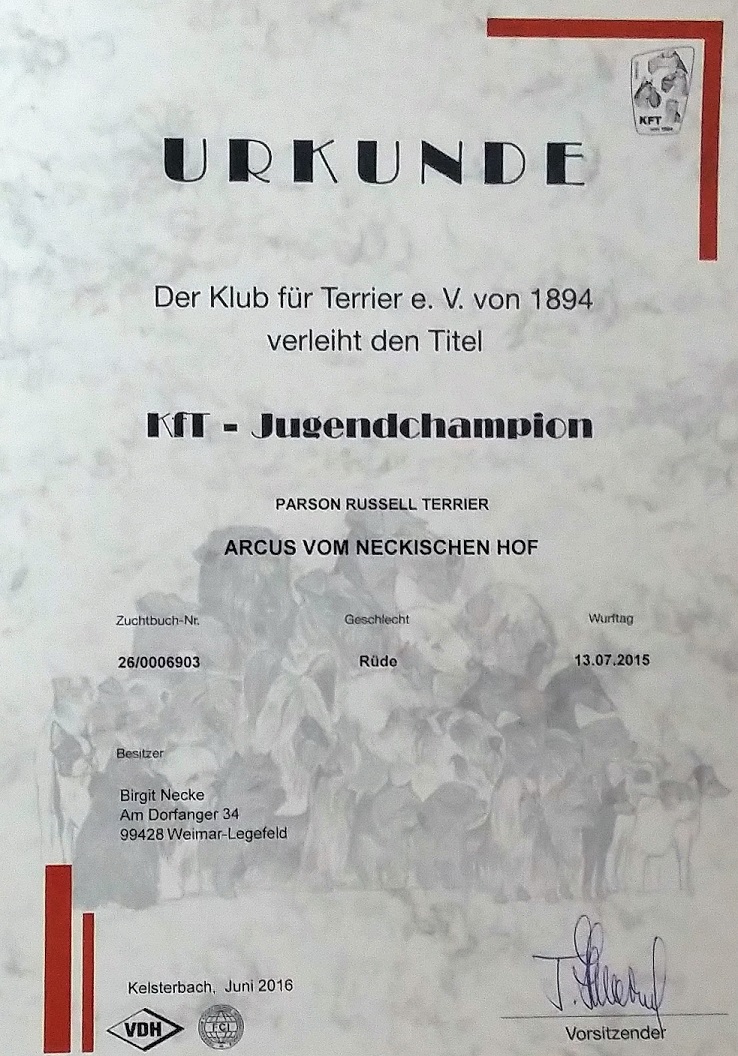 KFT
URKUNDE
Der Klub für Terrier e. V. von 1894
verleiht den Titel
KfT - Jugendchampion
PARSON RUSSELL TERRIER
ARCUS VOM NECKISCHEN HOF
Zuchtbuch-Nr. Geschlecht Wurftag
26/0006903 Rüde 13.07.2015
Besitzer
Birgit Necke
Am Dorfanger 34
99428 Weimar-Legefeld
Kelsterbach, Juni 2016
VDH FCI
Vorsitzender